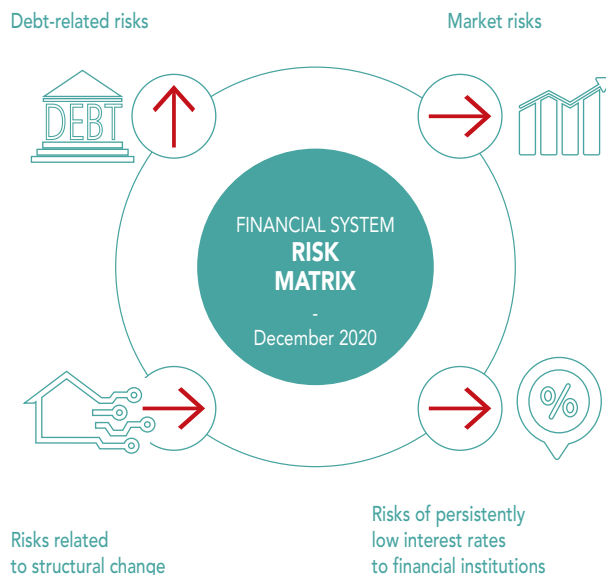 Debt-related risks
Market risks
DEBT
FINANCIAL SYSTEM
RISK
MATRIX
-
December 2020
%
Risks related
to structural change
Risks of persistently
low interest rates
to financial institutions